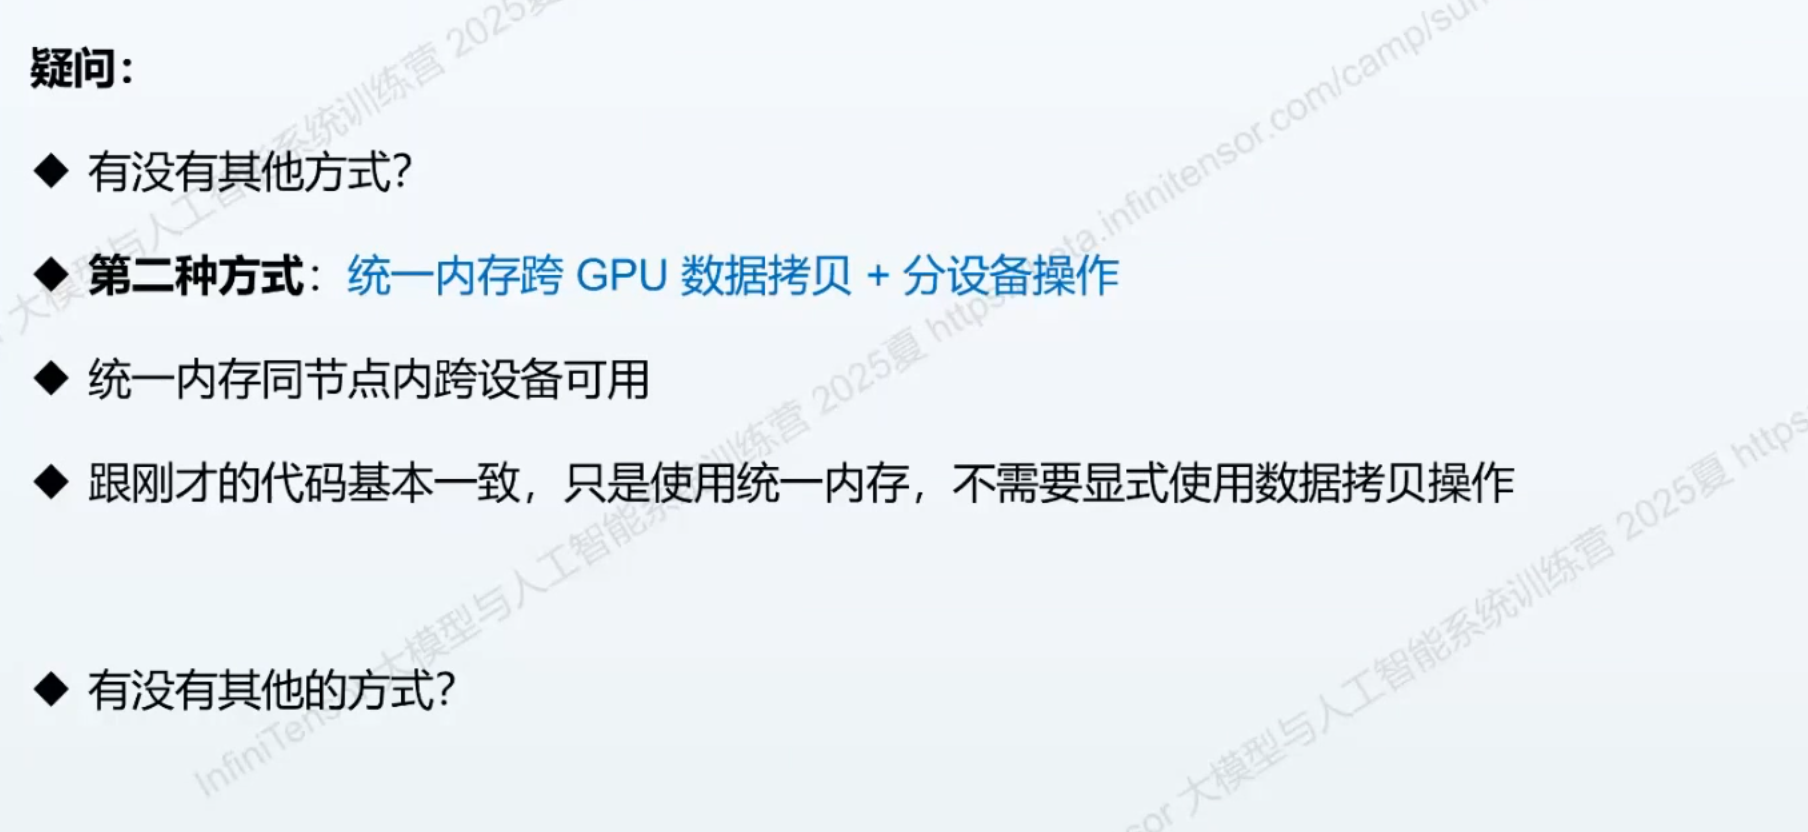 疑问：
◆ 有没有其他方式？
◆ 第二种方式：统一内存跨 GPU 数据拷贝 + 分设备操作
◆ 统一内存同节点内跨设备可用
◆ 跟刚才的代码基本一致，只是使用统一内存，不需要显式使用数据拷贝操作
◆ 有没有其他的方式？
大模型与人工智能系统训练营 2025夏
InfiniTensor 大模型与人工智能系统训练营 2025夏 https://beta.infinitensor.com/camp/sum
sor 大模型与人工智能系统训练营 2025夏 https